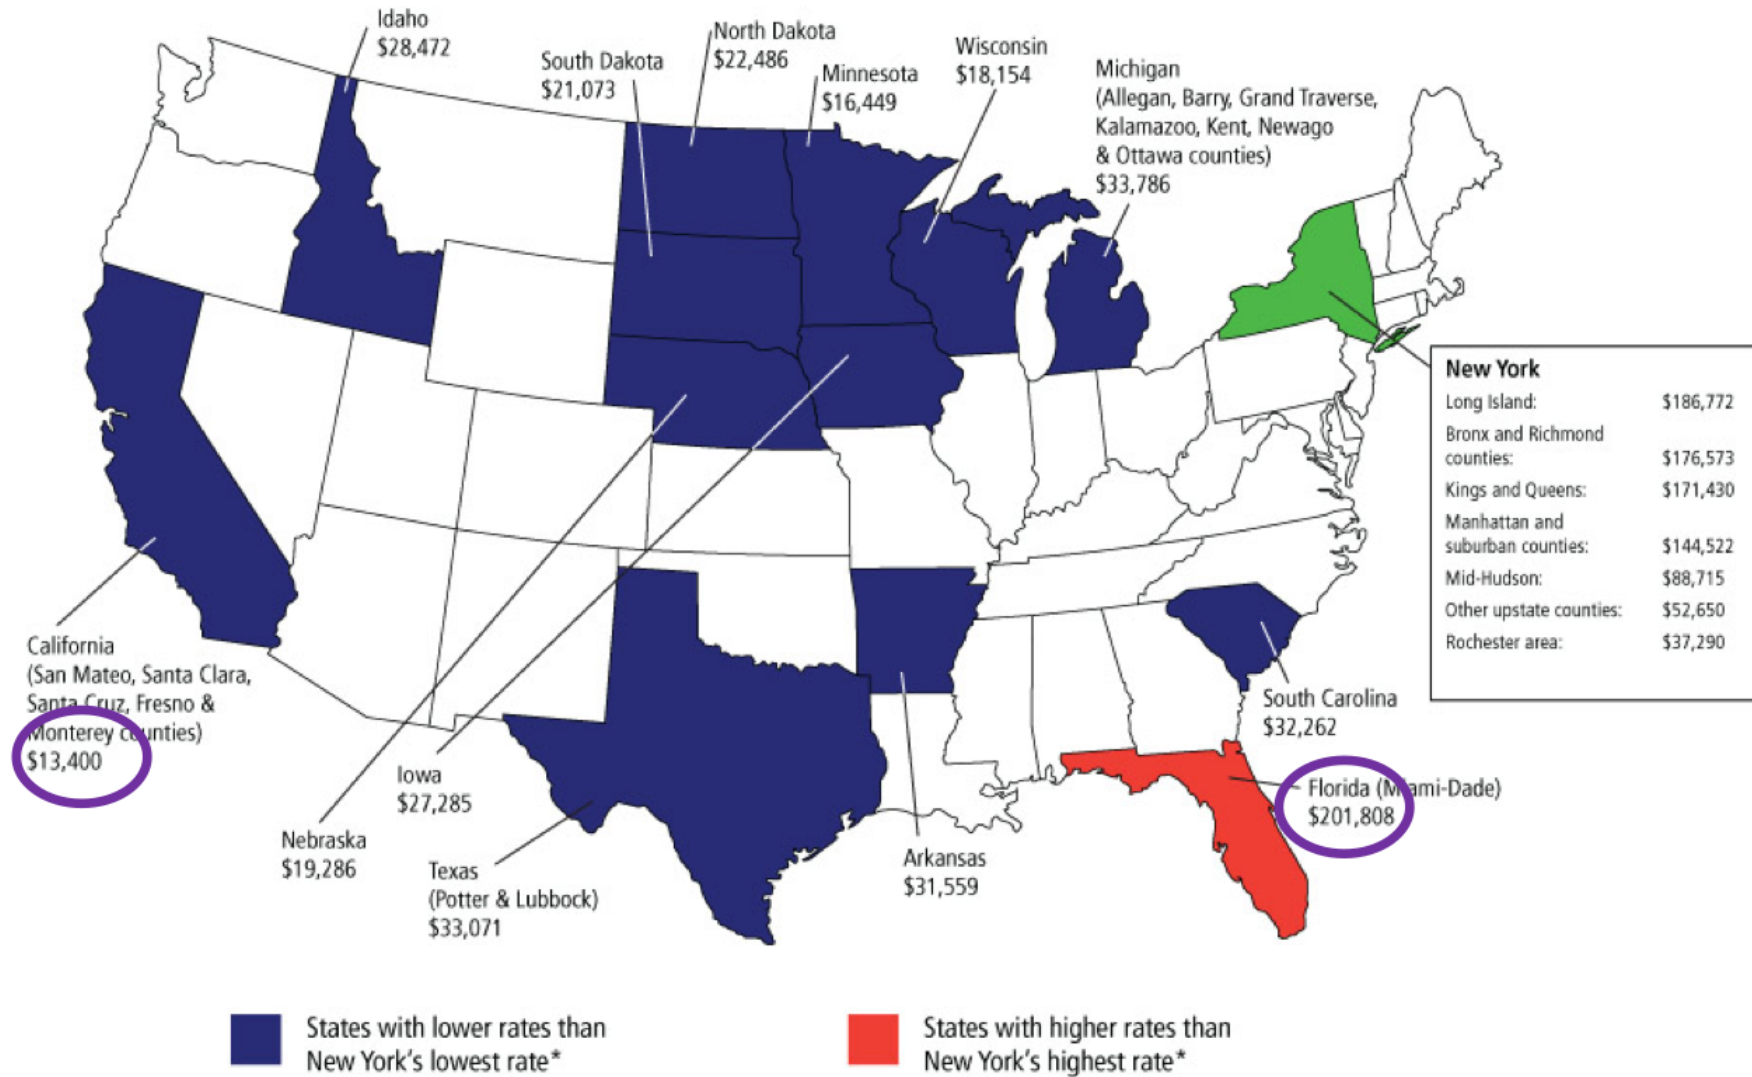 Idaho
$28,472
South Dakota
$21,073
North Dakota
$22,486
Minnesota
$16,449
Wisconsin
$18,154
Michigan
(Allegan, Barry, Grand Traverse,
Kalamazoo, Kent, Newago
& Ottawa counties)
$33,786
New York
Long Island: $186,772
Bronx and Richmond
counties: $176,573
Kings and Queens: $171,430
Manhattan and
suburban counties: $144,522
Mid-Hudson: $88,715
Other upstate counties: $52,650
Rochester area: $37,290
California
(San Mateo, Santa Clara,
Santa Cruz, Fresno &
Monterey counties)
$13,400
Iowa
$27,285
Nebraska
$19,286
Texas
(Potter & Lubbock)
$33,071
Arkansas
$31,559
South Carolina
$32,262
Florida (Miami-Dade)
$201,808
States with lower rates than
New York's lowest rate*
States with higher rates than
New York's highest rate*